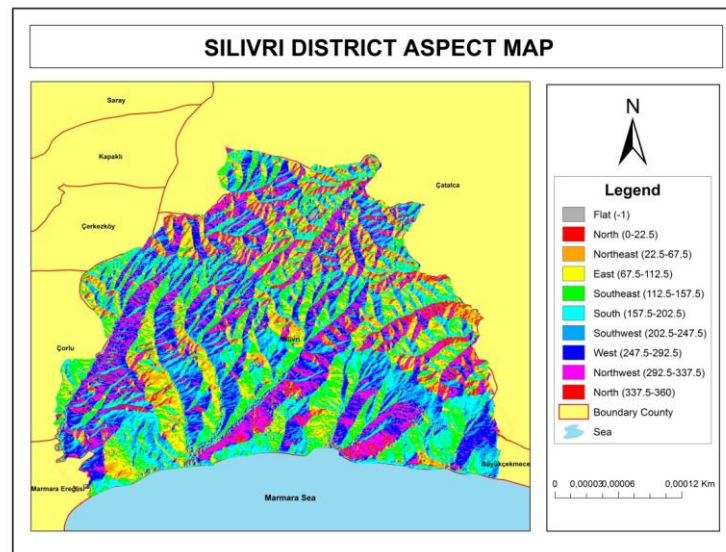 SILIVRI DISTRICT ASPECT MAP
Saray
Kapaklı
Çatalca
Çerkezköy
Çorlu
Silivri
Marmara Ereğlisi
Büyükçekmece
Marmara Sea
N
Legend
Flat (-1)
North (0-22.5)
Northeast (22.5-67.5)
East (67.5-112.5)
Southeast (112.5-157.5)
South (157.5-202.5)
Southwest (202.5-247.5)
West (247.5-292.5)
Northwest (292.5-337.5)
North (337.5-360)
Boundary County
Sea
0 0,00003 0,00006 0,00012 Km